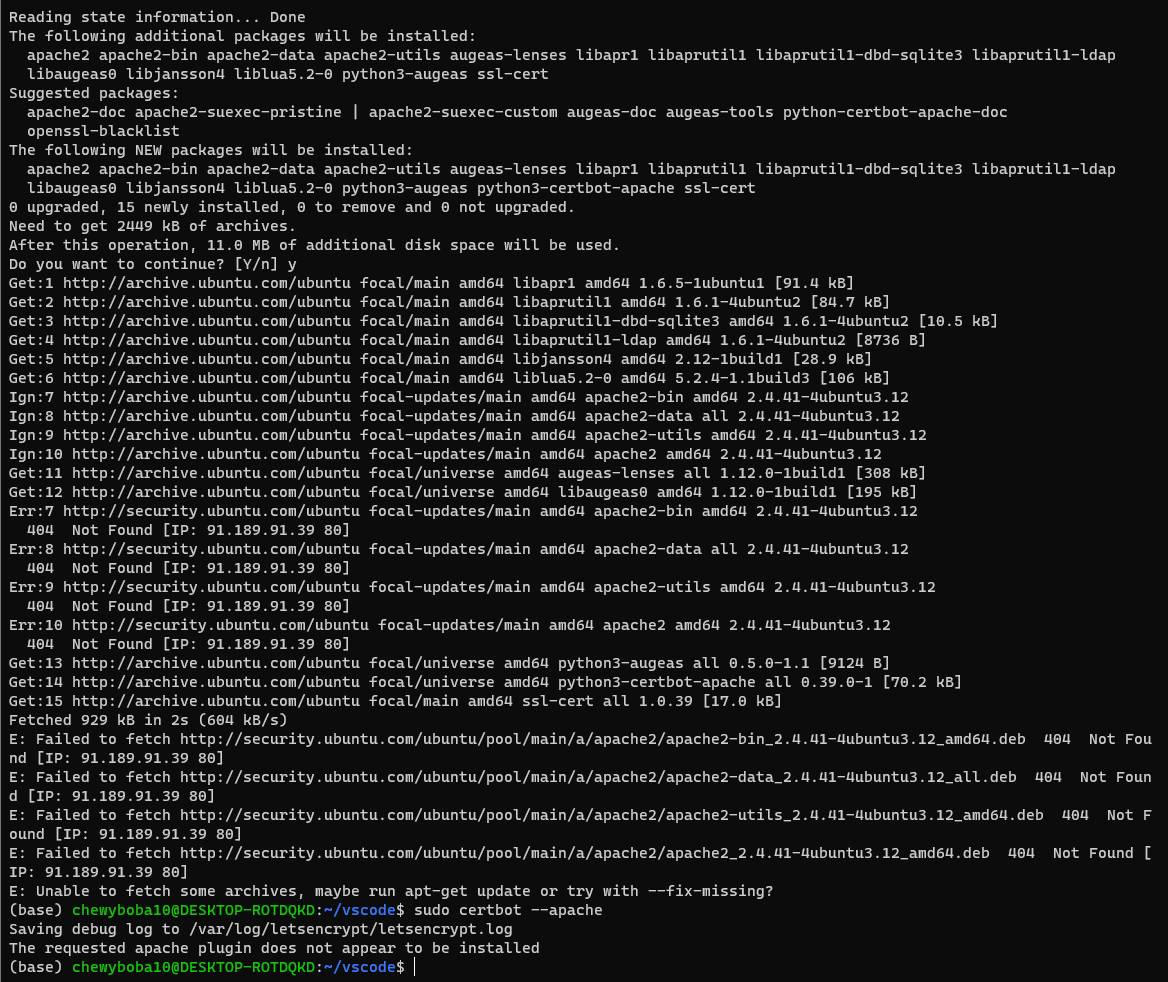 Reading state information... Done
The following additional packages will be installed:
  apache2 apache2-bin apache2-data apache2-utils augeas-lenses libapr1 libaprutil1 libaprutil1-dbd-sqlite3 libaprutil1-ldap
  libaugeas0 libjansson4 liblua5.2-0 python3-augeas ssl-cert
Suggested packages:
  apache2-doc apache2-suexec-pristine | apache2-suexec-custom augeas-doc augeas-tools python-certbot-apache-doc
  openssl-blacklist
The following NEW packages will be installed:
  apache2 apache2-bin apache2-data apache2-utils augeas-lenses libapr1 libaprutil1 libaprutil1-dbd-sqlite3 libaprutil1-ldap
  libaugeas0 libjansson4 liblua5.2-0 python3-augeas python3-certbot-apache ssl-cert
0 upgraded, 15 newly installed, 0 to remove and 0 not upgraded.
Need to get 2449 kB of archives.
After this operation, 11.0 MB of additional disk space will be used.
Do you want to continue? [Y/n] y
Get:1 http://archive.ubuntu.com/ubuntu focal/main amd64 libapr1 amd64 1.6.5-1ubuntu1 [91.4 kB]
Get:2 http://archive.ubuntu.com/ubuntu focal/main amd64 libaprutil1 amd64 1.6.1-4ubuntu2 [84.7 kB]
Get:3 http://archive.ubuntu.com/ubuntu focal/main amd64 libaprutil1-dbd-sqlite3 amd64 1.6.1-4ubuntu2 [10.5 kB]
Get:4 http://archive.ubuntu.com/ubuntu focal/main amd64 libaprutil1-ldap amd64 1.6.1-4ubuntu2 [8736 B]
Get:5 http://archive.ubuntu.com/ubuntu focal/main amd64 libjansson4 amd64 2.12-1build1 [28.9 kB]
Get:6 http://archive.ubuntu.com/ubuntu focal/main amd64 liblua5.2-0 amd64 5.2.4-1.1build3 [106 kB]
Ign:7 http://archive.ubuntu.com/ubuntu focal-updates/main amd64 apache2-bin amd64 2.4.41-4ubuntu3.12
Ign:8 http://archive.ubuntu.com/ubuntu focal-updates/main amd64 apache2-data all 2.4.41-4ubuntu3.12
Ign:9 http://archive.ubuntu.com/ubuntu focal-updates/main amd64 apache2-utils amd64 2.4.41-4ubuntu3.12
Ign:10 http://archive.ubuntu.com/ubuntu focal-updates/main amd64 apache2 amd64 2.4.41-4ubuntu3.12
Get:11 http://archive.ubuntu.com/ubuntu focal/universe amd64 augeas-lenses all 1.12.0-1build1 [308 kB]
Get:12 http://archive.ubuntu.com/ubuntu focal/universe amd64 libaugeas0 amd64 1.12.0-1build1 [195 kB]
Err:7 http://security.ubuntu.com/ubuntu focal-updates/main amd64 apache2-bin amd64 2.4.41-4ubuntu3.12
  404  Not Found [IP: 91.189.91.39 80]
Err:8 http://security.ubuntu.com/ubuntu focal-updates/main amd64 apache2-data all 2.4.41-4ubuntu3.12
  404  Not Found [IP: 91.189.91.39 80]
Err:9 http://security.ubuntu.com/ubuntu focal-updates/main amd64 apache2-utils amd64 2.4.41-4ubuntu3.12
  404  Not Found [IP: 91.189.91.39 80]
Err:10 http://security.ubuntu.com/ubuntu focal-updates/main amd64 apache2 amd64 2.4.41-4ubuntu3.12
  404  Not Found [IP: 91.189.91.39 80]
Get:13 http://archive.ubuntu.com/ubuntu focal/universe amd64 python3-augeas all 0.5.0-1.1 [9124 B]
Get:14 http://archive.ubuntu.com/ubuntu focal/universe amd64 python3-certbot-apache all 0.39.0-1 [70.2 kB]
Get:15 http://archive.ubuntu.com/ubuntu focal/main amd64 ssl-cert all 1.0.39 [17.0 kB]
Fetched 929 kB in 2s (604 kB/s)
E: Failed to fetch http://security.ubuntu.com/ubuntu/pool/main/a/apache2/apache2-bin_2.4.41-4ubuntu3.12_amd64.deb  404  Not Fou
nd [IP: 91.189.91.39 80]
E: Failed to fetch http://security.ubuntu.com/ubuntu/pool/main/a/apache2/apache2-data_2.4.41-4ubuntu3.12_all.deb  404  Not Foun
d [IP: 91.189.91.39 80]
E: Failed to fetch http://security.ubuntu.com/ubuntu/pool/main/a/apache2/apache2-utils_2.4.41-4ubuntu3.12_amd64.deb  404  Not F
ound [IP: 91.189.91.39 80]
E: Failed to fetch http://security.ubuntu.com/ubuntu/pool/main/a/apache2/apache2_2.4.41-4ubuntu3.12_amd64.deb  404  Not Found [
IP: 91.189.91.39 80]
E: Unable to fetch some archives, maybe run apt-get update or try with --fix-missing?
(base) chewyboba10@DESKTOP-ROTDQKD:~/vscode$ sudo certbot --apache
Saving debug log to /var/log/letsencrypt/letsencrypt.log
The requested apache plugin does not appear to be installed
(base) chewyboba10@DESKTOP-ROTDQKD:~/vscode$